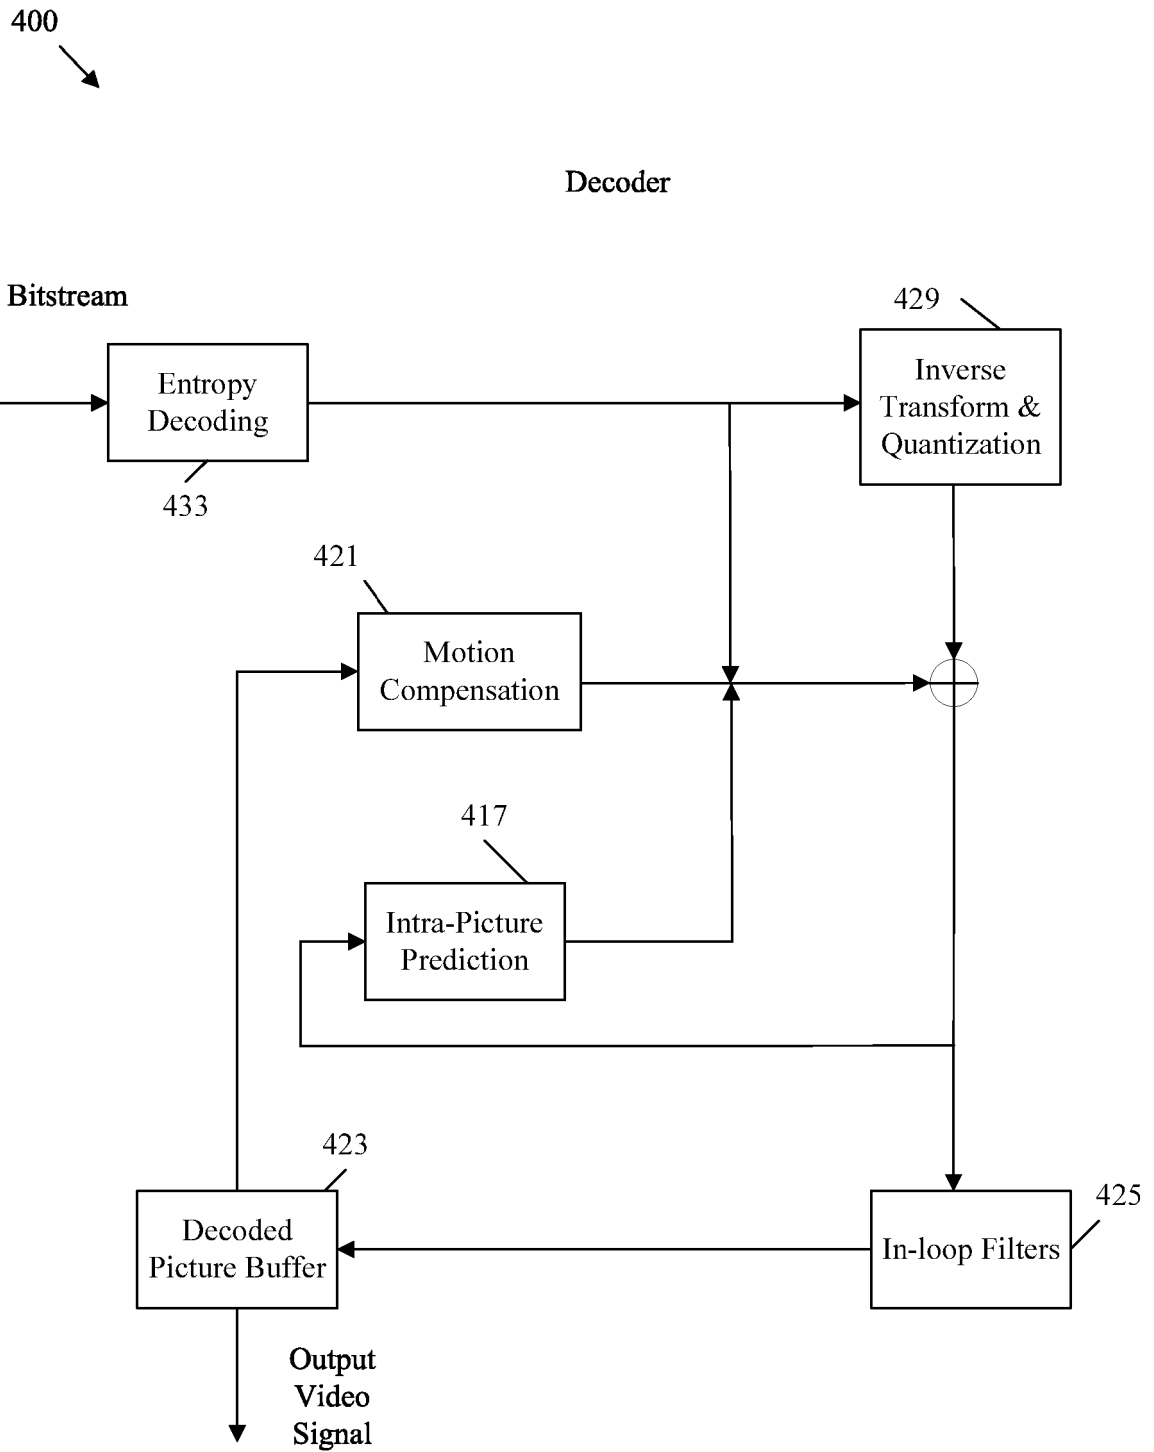 400
Decoder
Bitstream
429
Entropy
Decoding
Inverse
Transform &
Quantization
433
421
Motion
Compensation
417
Intra-Picture
Prediction
423
425
Decoded
Picture Buffer
In-loop Filters
Output
Video
Signal